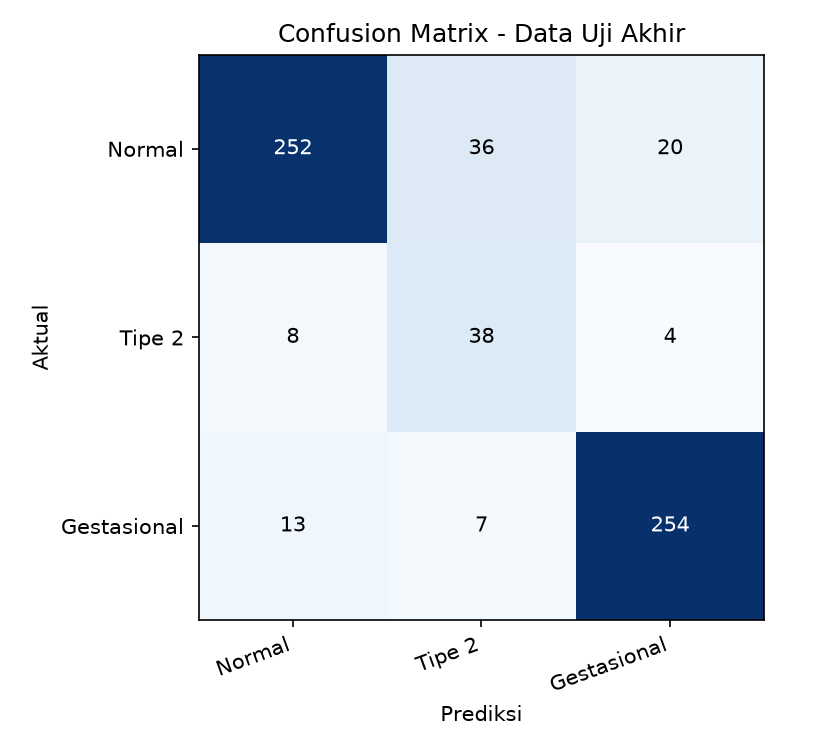 Confusion Matrix - Data Uji Akhir
Aktual
Normal 252 36 20
Tipe 2 8 38 4
Gestasional 13 7 254
Normal Tipe 2 Gestasional
Prediksi